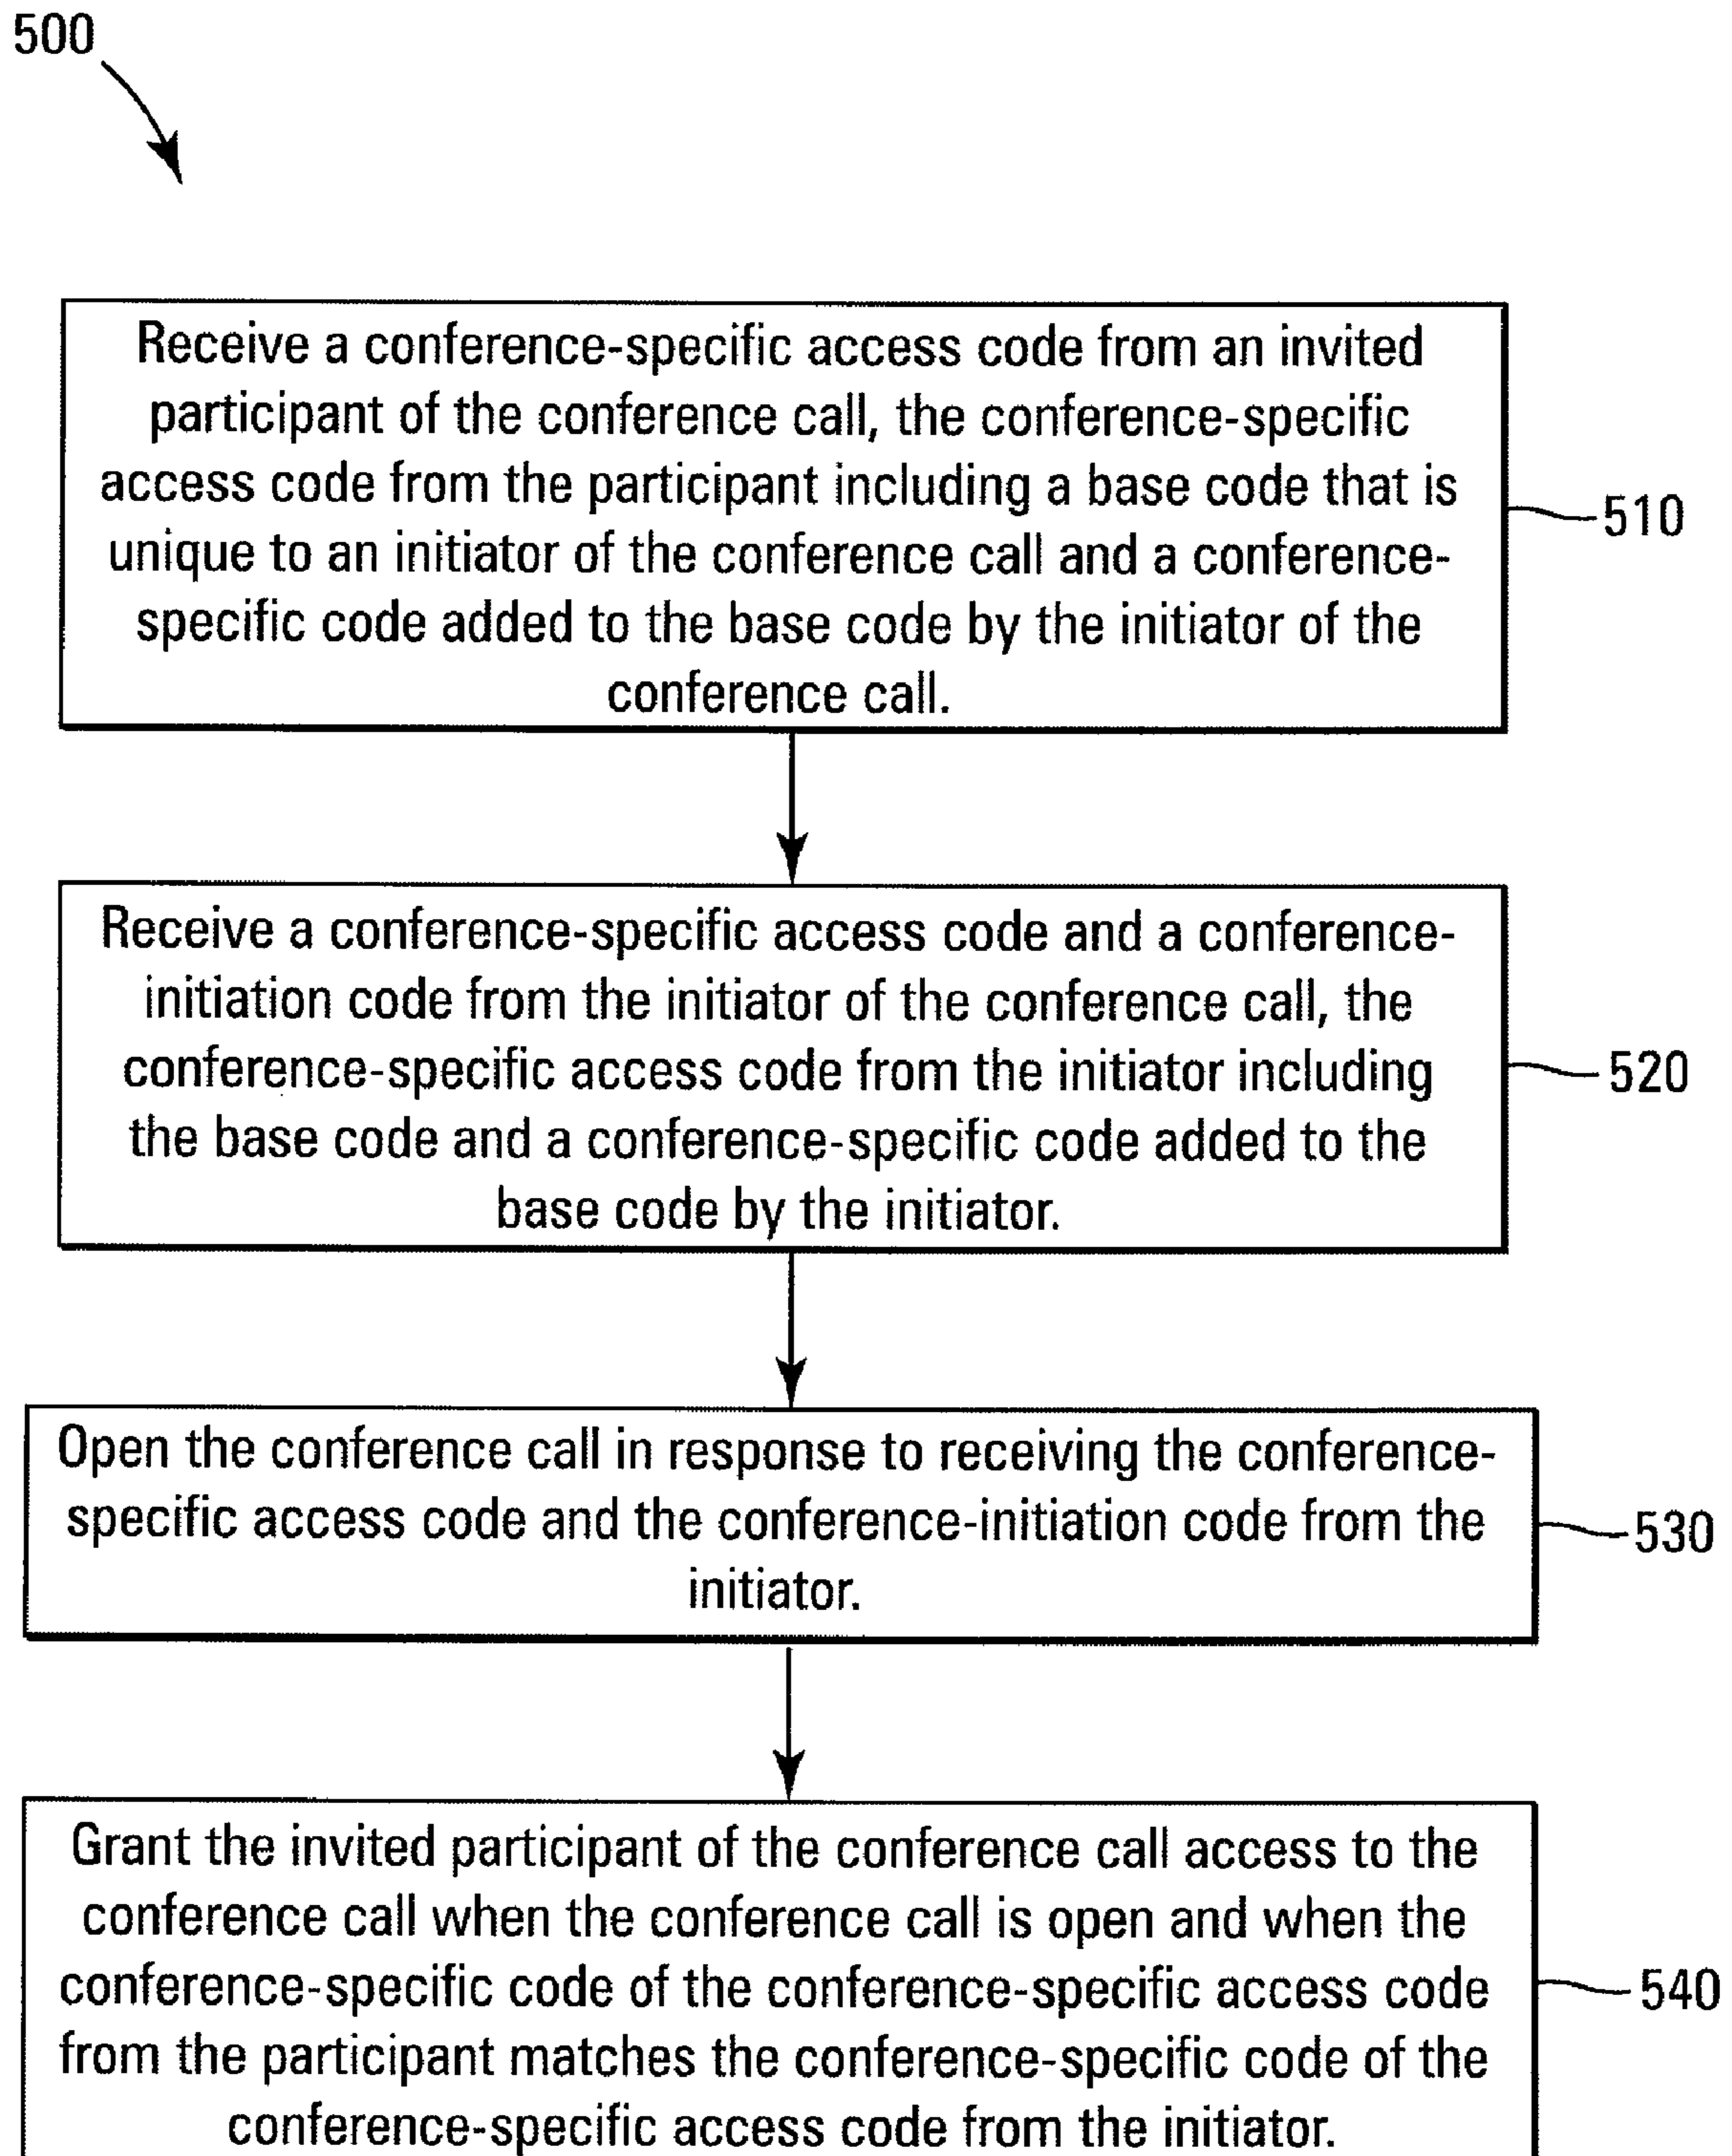 500
Receive a conference-specific access code from an invited
participant of the conference call, the conference-specific
access code from the participant including a base code that is
unique to an initiator of the conference call and a conference-
specific code added to the base code by the initiator of the
conference call.
510
Receive a conference-specific access code and a conference-
initiation code from the initiator of the conference call, the
conference-specific access code from the initiator including
the base code and a conference-specific code added to the
base code by the initiator.
520
Open the conference call in response to receiving the conference-
specific access code and the conference-initiation code from the
initiator.
530
Grant the invited participant of the conference call access to the
conference call when the conference call is open and when the
conference-specific code of the conference-specific access code
from the participant matches the conference-specific code of the
conference-specific access code from the initiator.
540